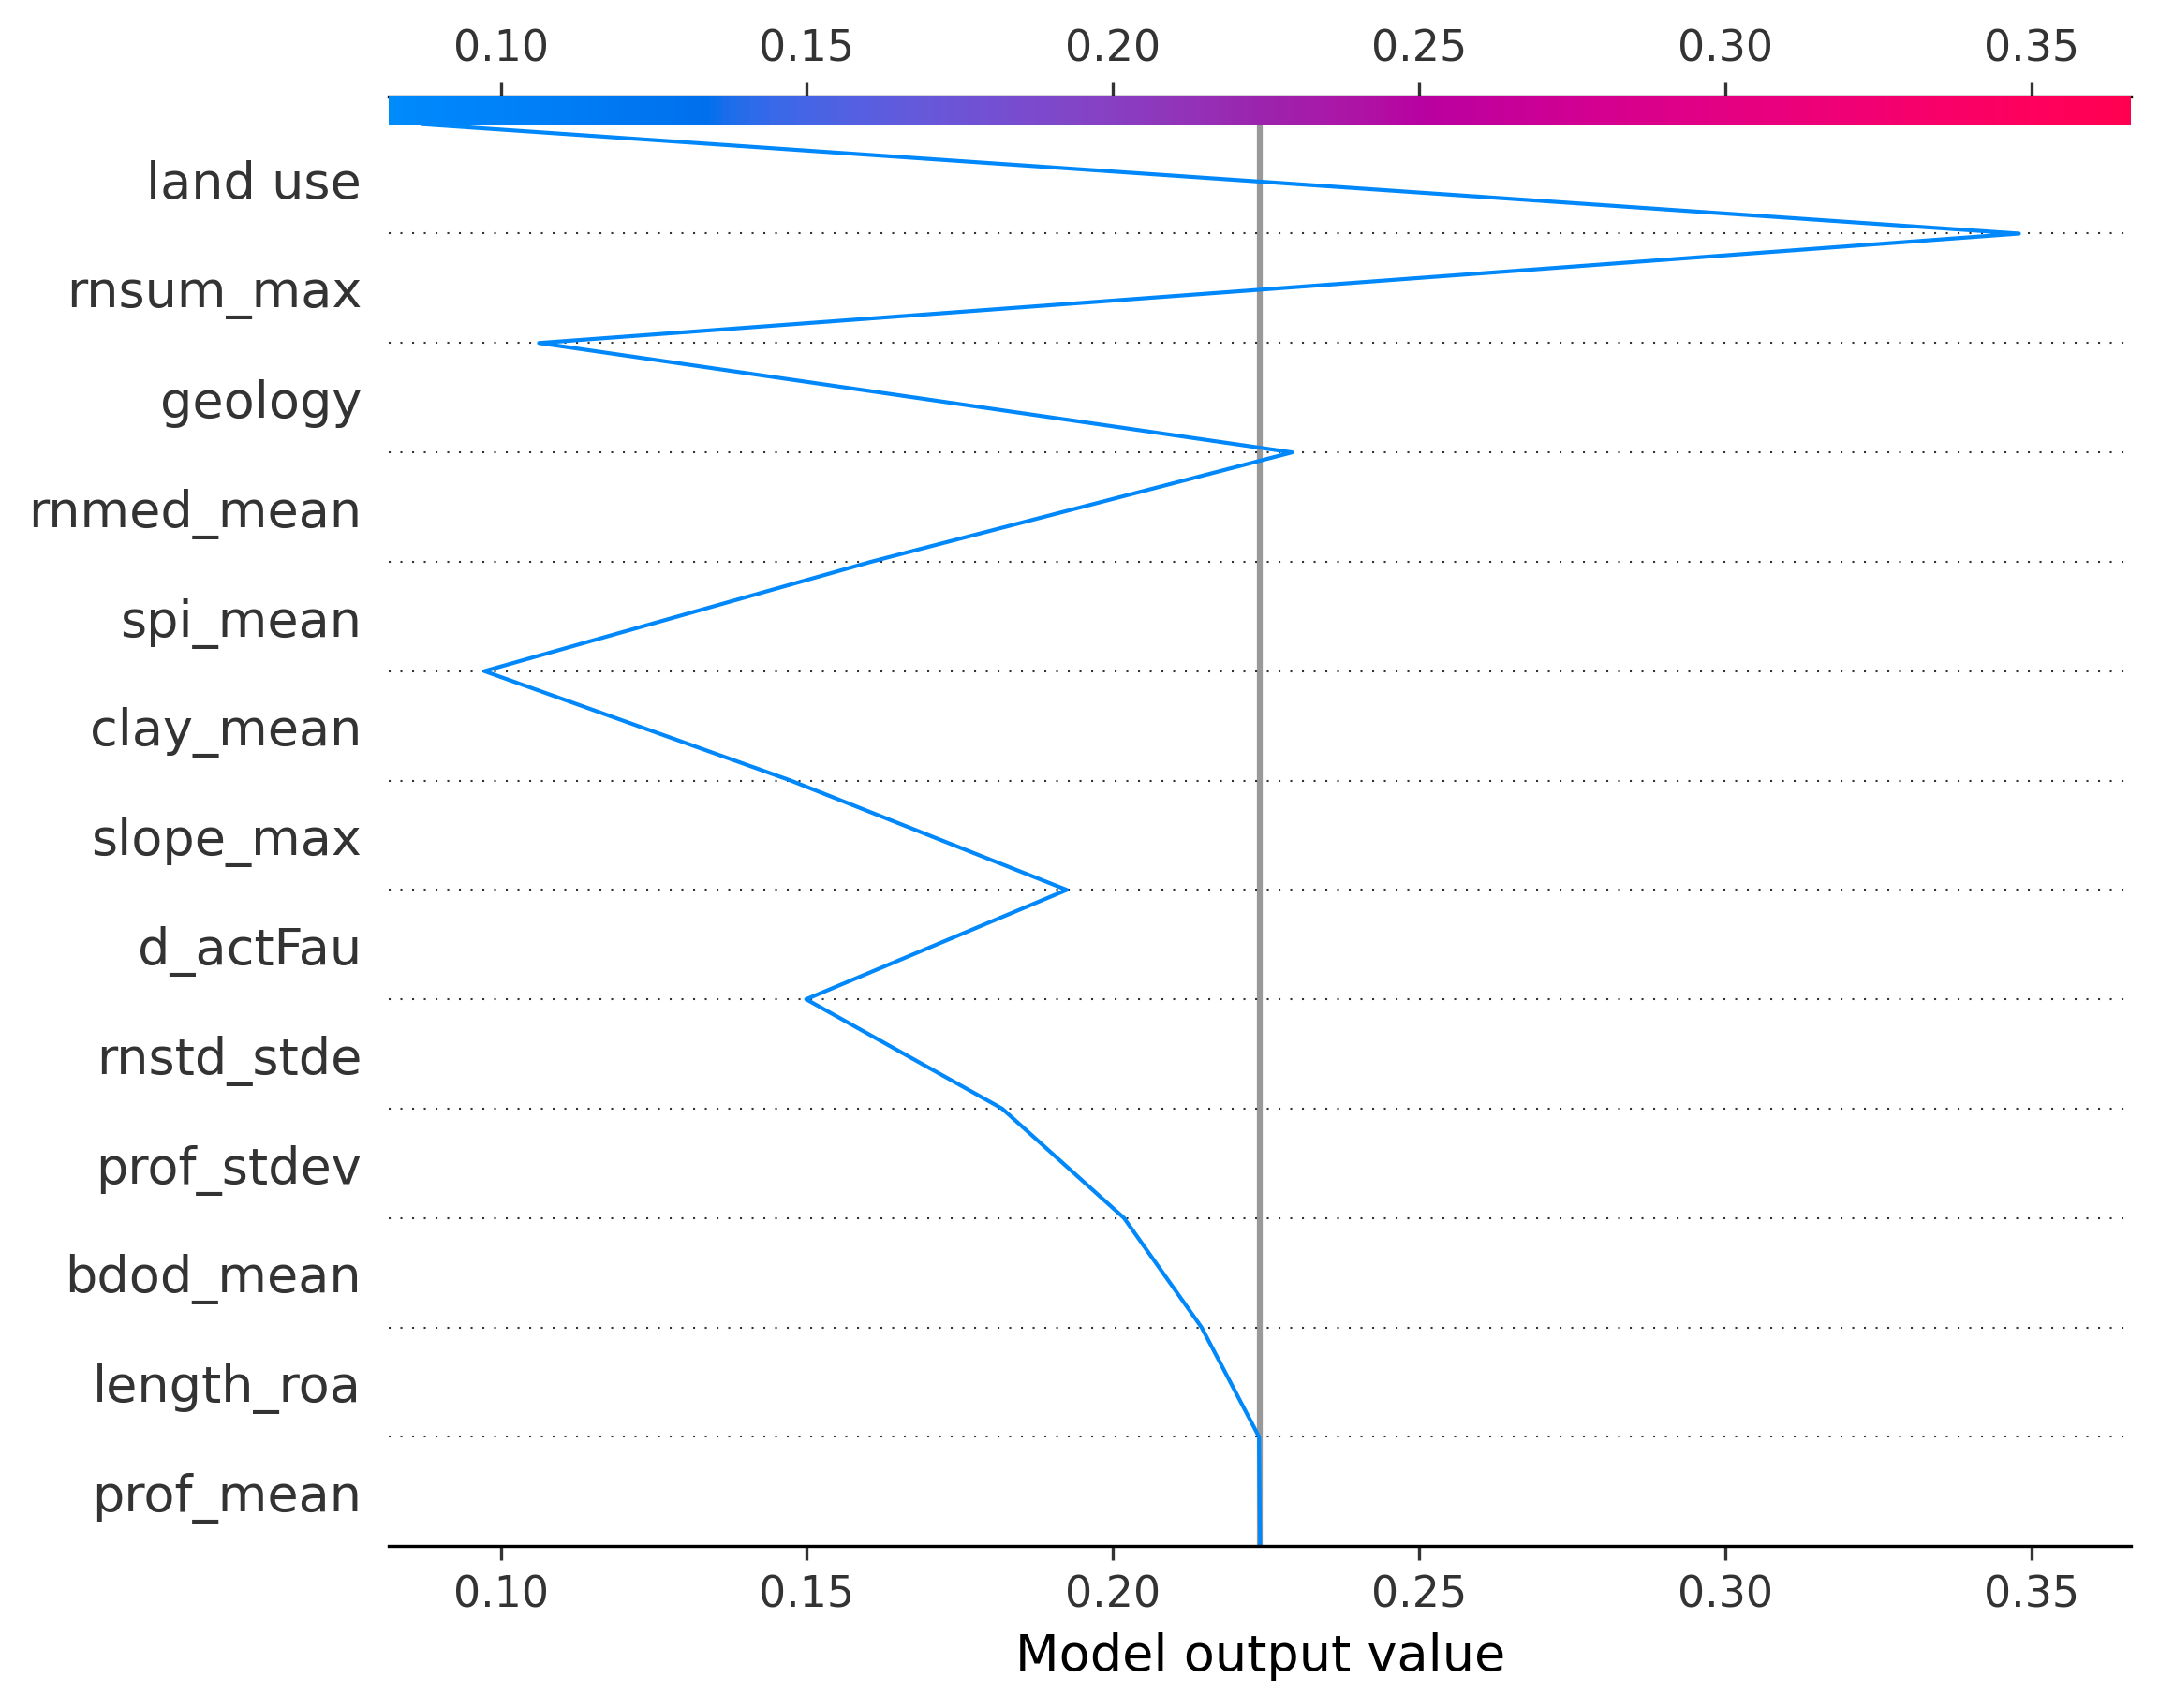 0.10 0.15 0.20 0.25 0.30 0.35
land use
rnsum_max
geology
rnmed_mean
spi_mean
clay_mean
slope_max
d_actFau
rnstd_stde
prof_stdev
bdod_mean
length_roa
prof_mean
0.10 0.15 0.20 0.25 0.30 0.35
Model output value